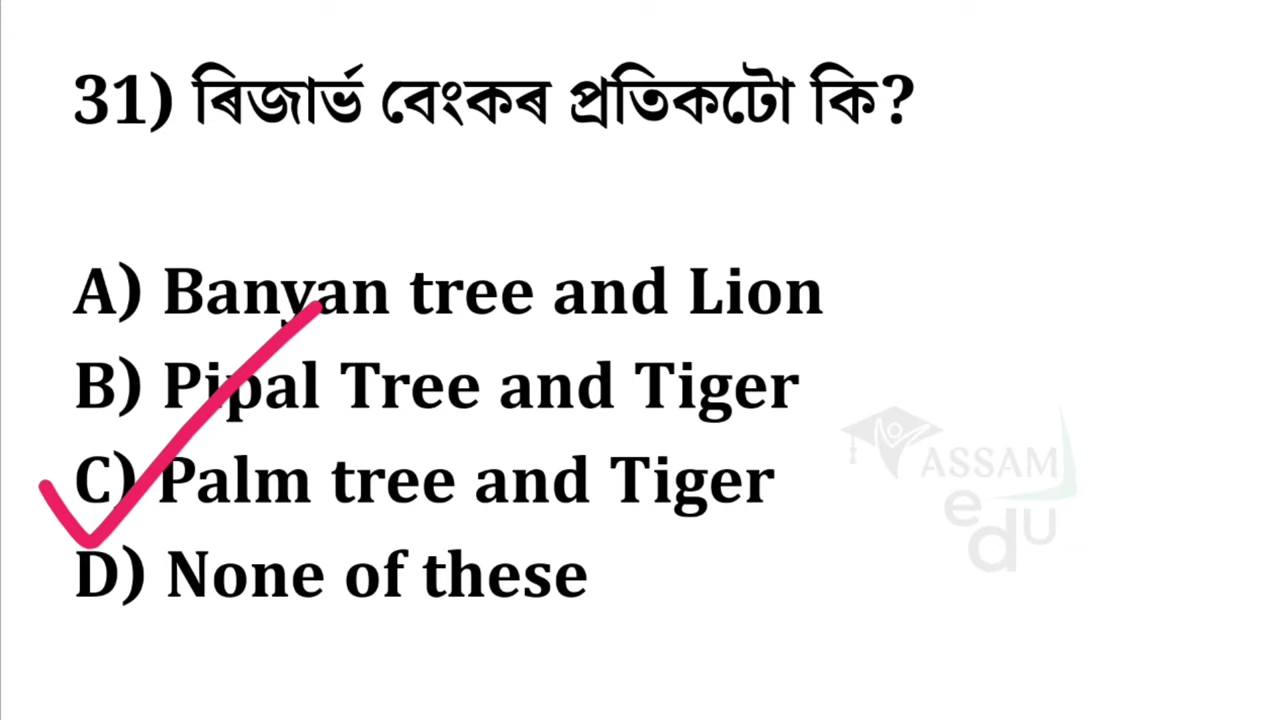 31) ৰিজাৰ্ভ বেংকৰ প্ৰতিকটো কি?
A) Banyan tree and Lion
B) Pipal Tree and Tiger
C) Palm tree and Tiger
D) None of these
ASSAM
edu